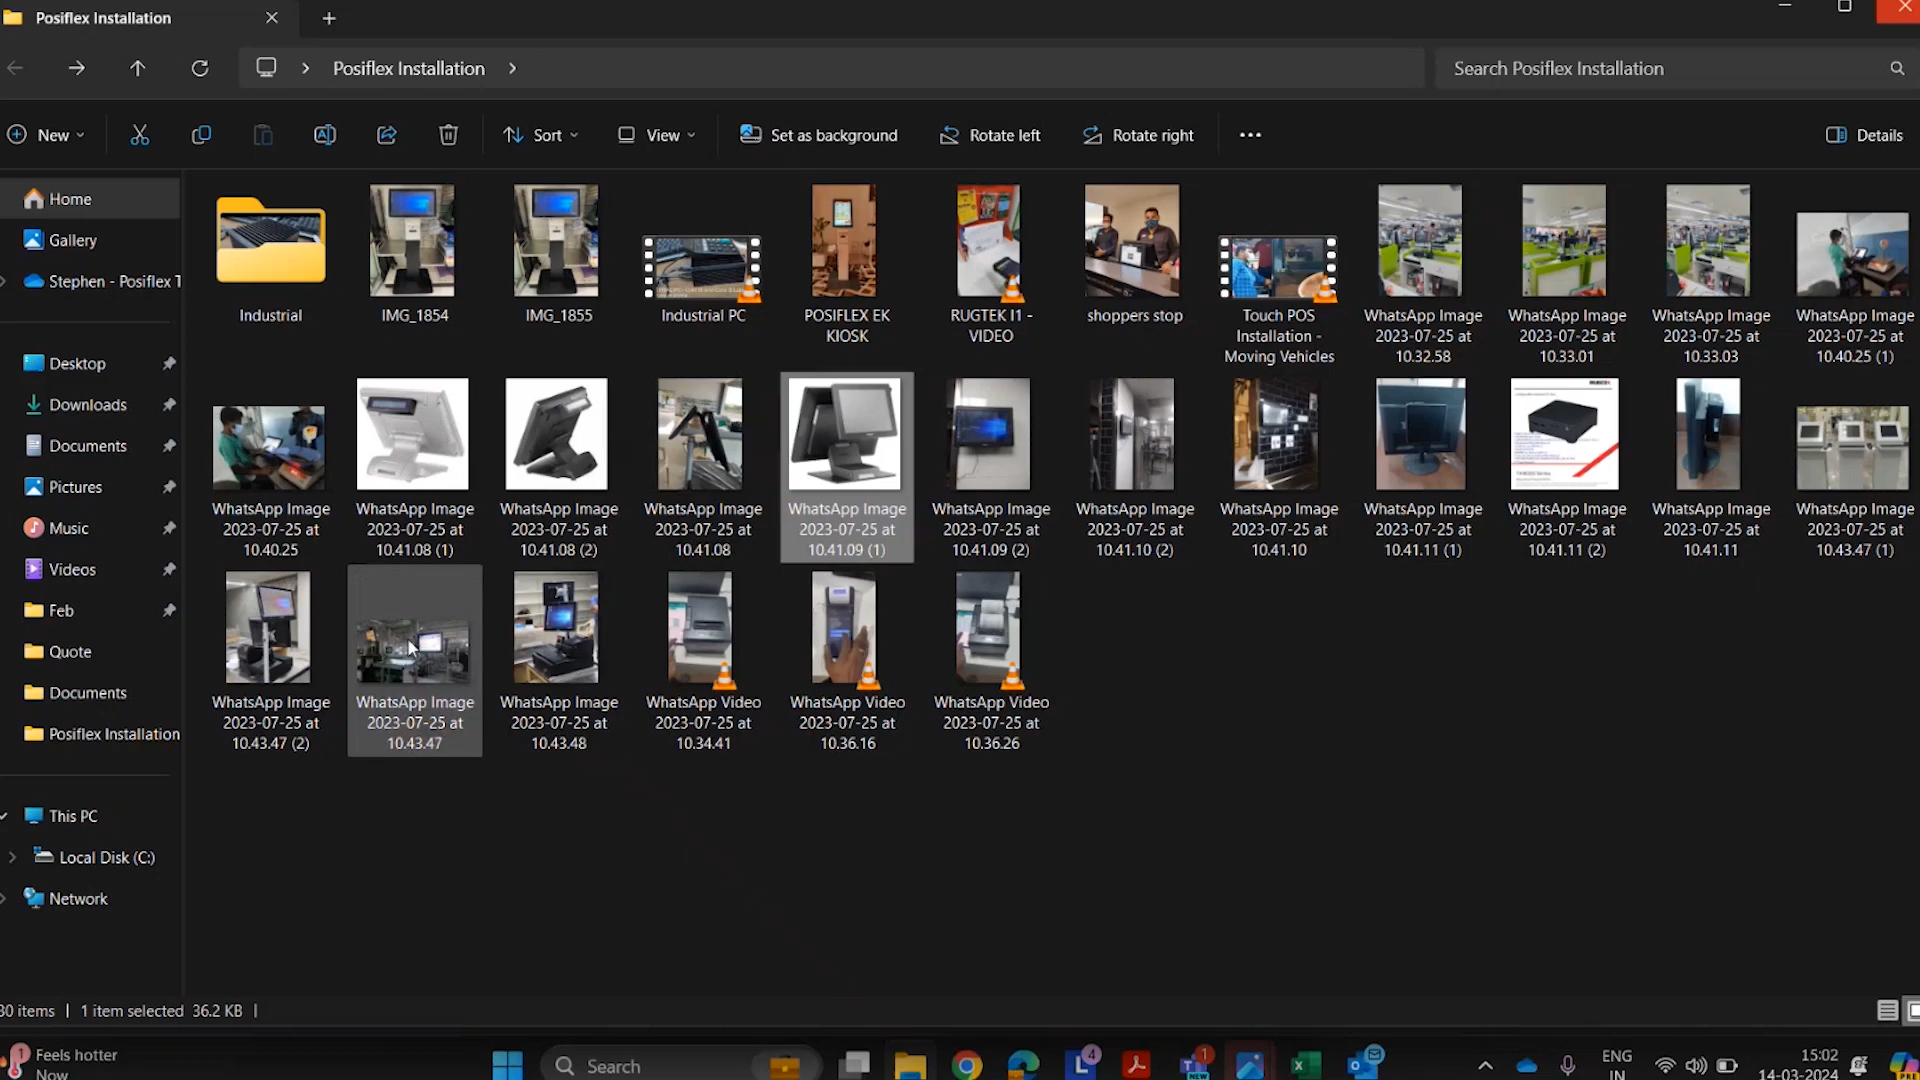 Posiflex Installation
Posiflex Installation
Search Posiflex Installation
New
Sort
View
Set as background
Rotate left
Rotate right
Details
Home
Gallery
Stephen - Posiflex T
Desktop
Downloads
Documents
Pictures
Music
Videos
Feb
Quote
Documents
Posiflex Installation
This PC
Local Disk (C:)
Network
Industrial
IMG_1854
IMG_1855
Industrial PC
POSIFLEX EK
KIOSK
RUGTEK I1 -
VIDEO
shoppers stop
Touch POS
Installation -
Moving Vehicles
WhatsApp Image
2023-07-25 at
10.32.58
WhatsApp Image
2023-07-25 at
10.33.01
WhatsApp Image
2023-07-25 at
10.33.03
WhatsApp Image
2023-07-25 at
10.40.25 (1)
WhatsApp Image
2023-07-25 at
10.40.25
WhatsApp Image
2023-07-25 at
10.41.08 (1)
WhatsApp Image
2023-07-25 at
10.41.08 (2)
WhatsApp Image
2023-07-25 at
10.41.08
WhatsApp Image
2023-07-25 at
10.41.09 (1)
WhatsApp Image
2023-07-25 at
10.41.09 (2)
WhatsApp Image
2023-07-25 at
10.41.10 (2)
WhatsApp Image
2023-07-25 at
10.41.10
WhatsApp Image
2023-07-25 at
10.41.11 (1)
WhatsApp Image
2023-07-25 at
10.41.11 (2)
WhatsApp Image
2023-07-25 at
10.41.11
WhatsApp Image
2023-07-25 at
10.43.47 (1)
WhatsApp Image
2023-07-25 at
10.43.47 (2)
WhatsApp Image
2023-07-25 at
10.43.47
WhatsApp Image
2023-07-25 at
10.43.48
WhatsApp Video
2023-07-25 at
10.34.41
WhatsApp Video
2023-07-25 at
10.36.16
WhatsApp Video
2023-07-25 at
10.36.26
30 items | 1 item selected 36.2 KB |
1
Feels hotter
Now
Search
L 4
1
NEW
ENG
IN
15:02
14-03-2024
PRE